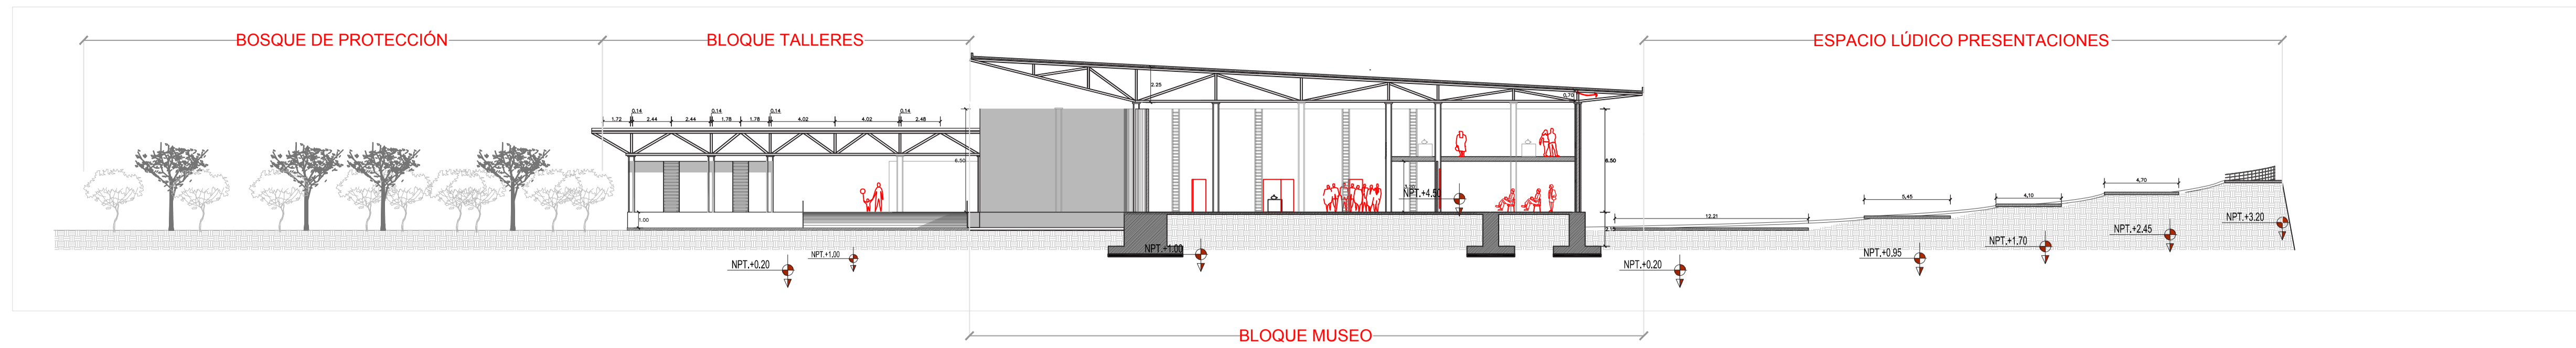 BOSQUE DE PROTECCIÓN
BLOQUE TALLERES
ESPACIO LÚDICO PRESENTACIONES
2.25
0,70
0,14
0,14
0,14
0,14
1,72
2,44
2,44
1,78
1,78
4,02
4,02
2,48
6.50
6.50
NPT.+4,50
1.00
12,21
5,45
4,10
4,70
NPT.+0.20
NPT.+1,00
NPT.+1.00
NPT.+0.20
NPT.+0,95
NPT.+1.70
NPT.+2.45
NPT.+3.20
BLOQUE MUSEO